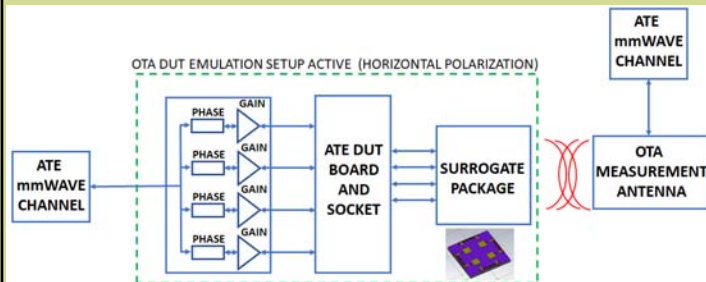 ATE
mmWAVE
CHANNEL
OTA DUT EMULATION SETUP ACTIVE (HORIZONTAL POLARIZATION)
GAIN
PHASE
GAIN
PHASE
GAIN
PHASE
GAIN
PHASE
ATE
mmWAVE
CHANNEL
ATE DUT
BOARD
AND
SOCKET
SURROGATE
PACKAGE
OTA
MEASUREMENT
ANTENNA